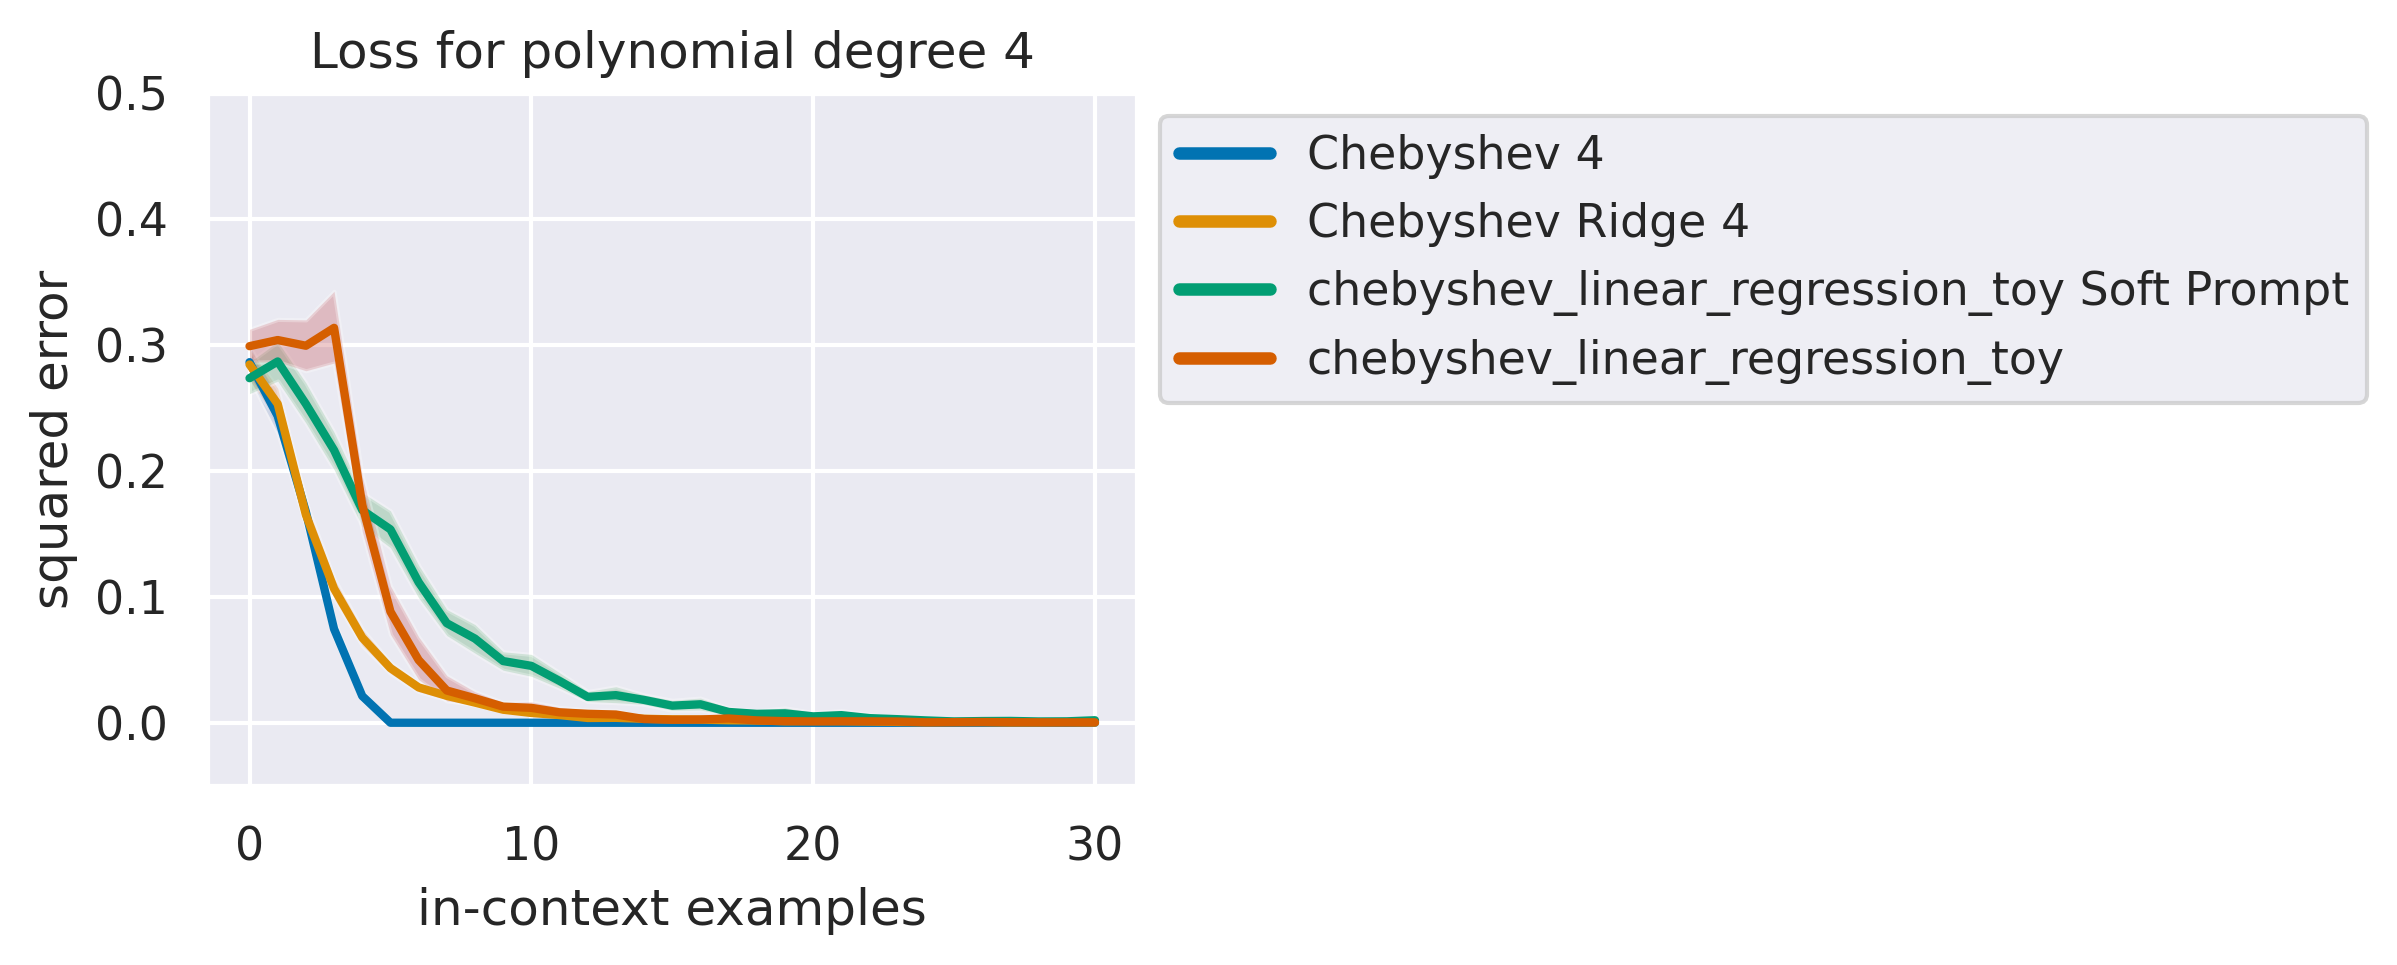 Loss for polynomial degree 4
0.5
0.4
0.3
0.2
0.1
0.0
squared error
0 10 20 30
in-context examples
Chebyshev 4
Chebyshev Ridge 4
chebyshev_linear_regression_toy Soft Prompt
chebyshev_linear_regression_toy